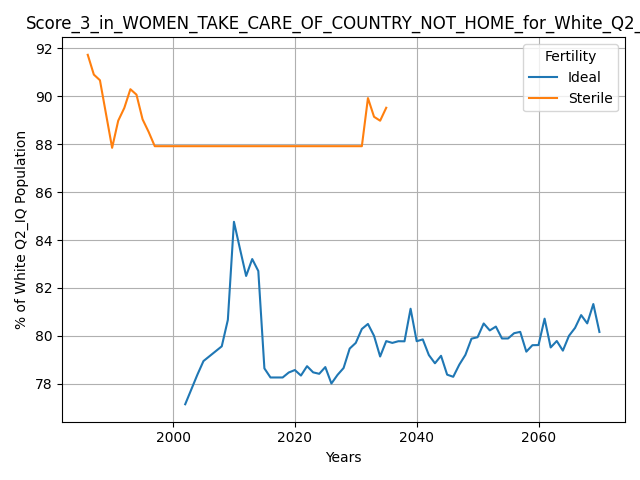 Score_3_in_WOMEN_TAKE_CARE_OF_COUNTRY_NOT_HOME_for_White_Q2_
Fertility
Ideal
Sterile
92
90
88
86
84
82
80
78
% of White Q2_IQ Population
2000
2020
2040
2060
Years